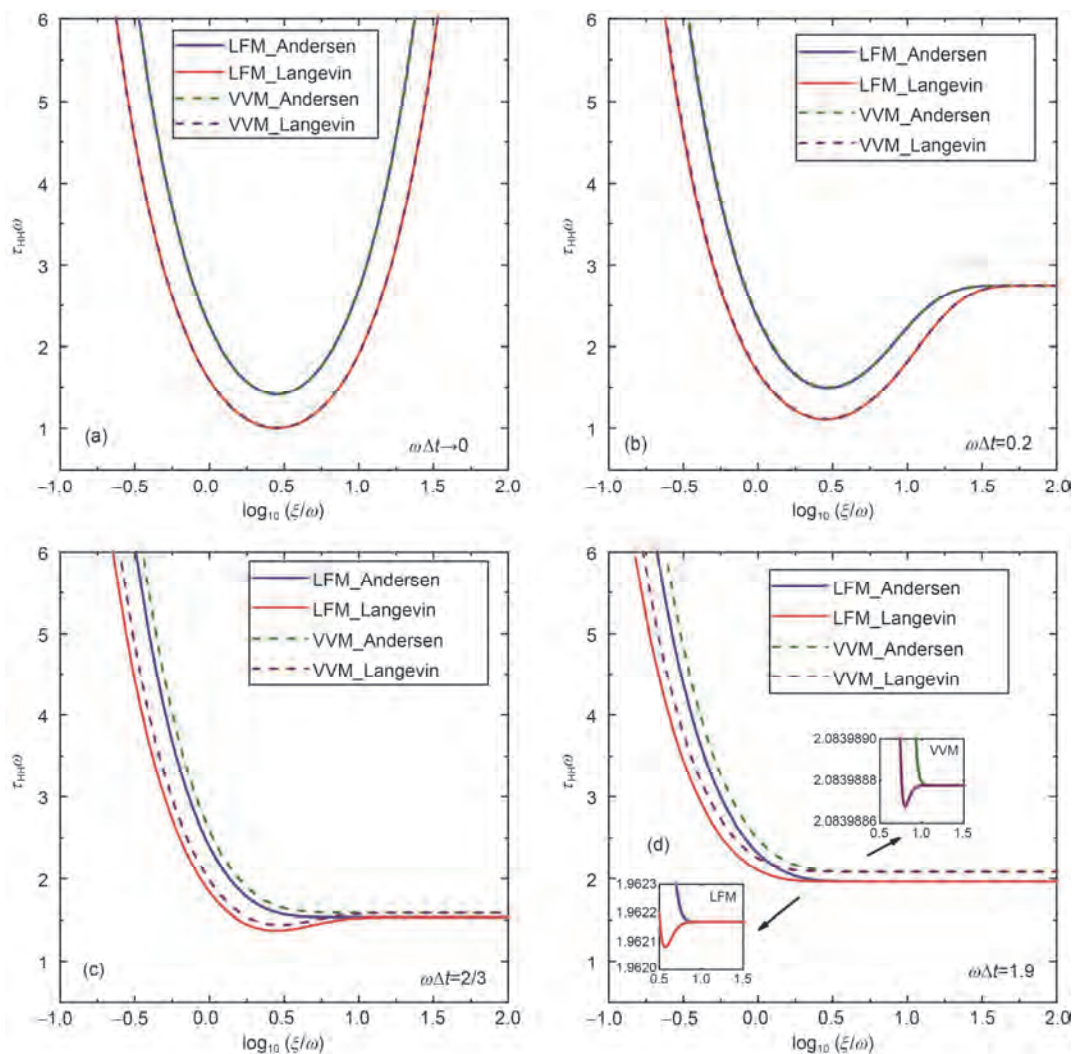 6
5
4
3
2
1
τHHω
LFM_Andersen
LFM_Langevin
VVM_Andersen
VVM_Langevin
(a)
ωΔt→0
−1.0 −0.5 0.0 0.5 1.0 1.5 2.0
log10 (ξ/ω)
6
5
4
3
2
1
τHHω
LFM_Andersen
LFM_Langevin
VVM_Andersen
VVM_Langevin
(b)
ωΔt=0.2
−1.0 −0.5 0.0 0.5 1.0 1.5 2.0
log10 (ξ/ω)
6
5
4
3
2
1
τHHω
LFM_Andersen
LFM_Langevin
VVM_Andersen
VVM_Langevin
(c)
ωΔt=2/3
−1.0 −0.5 0.0 0.5 1.0 1.5 2.0
log10 (ξ/ω)
6
5
4
3
2
1
τHHω
LFM_Andersen
LFM_Langevin
VVM_Andersen
VVM_Langevin
2.0839890
VVM
2.0839888
2.0839886
0.5 1.0 1.5
(d)
1.9623
LFM
1.9622
1.9621
1.9620
0.5 1.0 1.5
ωΔt=1.9
−1.0 −0.5 0.0 0.5 1.0 1.5 2.0
log10 (ξ/ω)